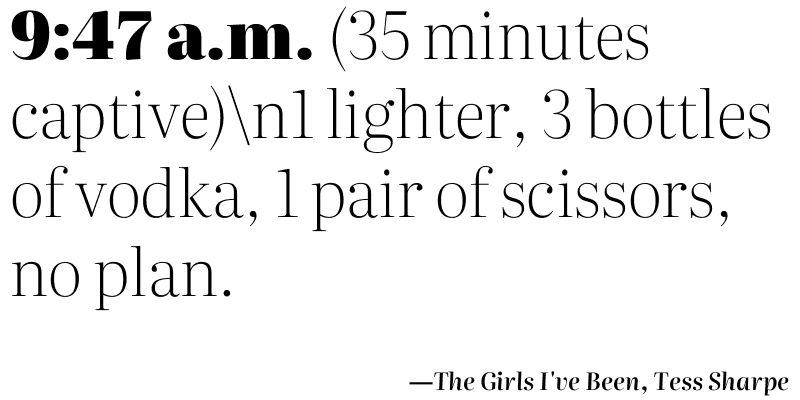 9:47 a.m. (35 minutes
captive)\n1 lighter, 3 bottles
of vodka, 1 pair of scissors,
no plan.
—The Girls I've Been, Tess Sharpe